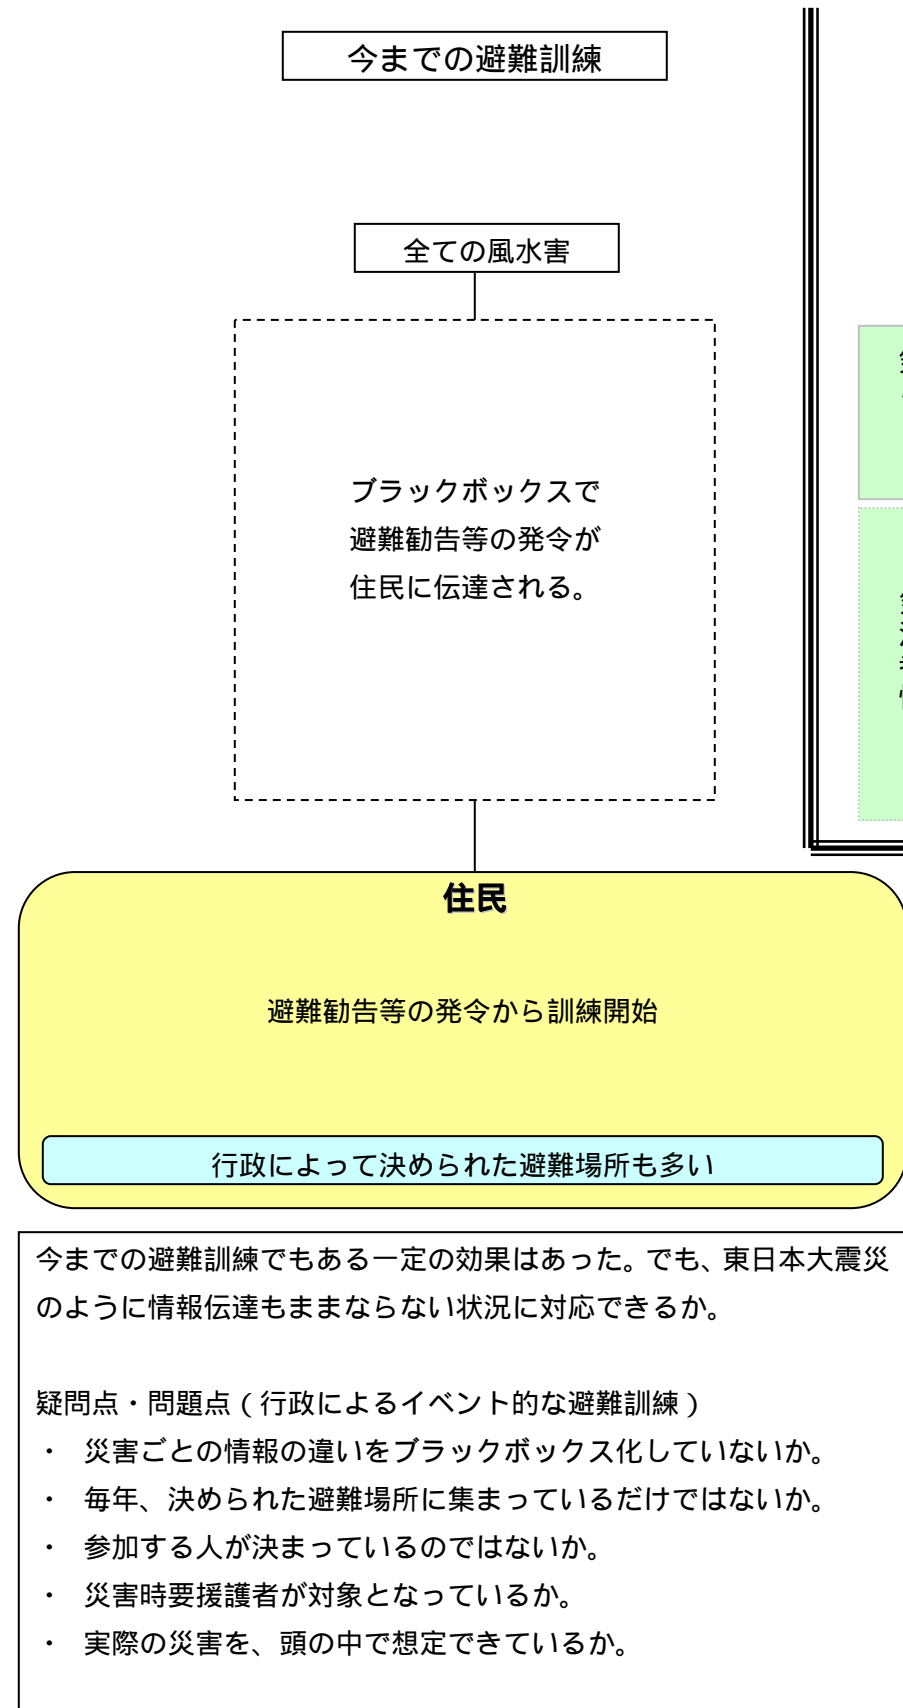 今までの避難訓練
全ての風水害
ブラックボックスで
避難勧告等の発令が
住民に伝達される。
住民
避難勧告等の発令から訓練開始
行政によって決められた避難場所も多い
今までの避難訓練でもある一定の効果はあった。でも、東日本大震災
のように情報伝達もままならない状況に対応できるか。
疑問点・問題点（行政によるイベント的な避難訓練）
・ 災害ごとの情報の違いをブラックボックス化していないか。
・ 毎年、決められた避難場所に集まっているだけではないか。
・ 参加する人が決まっているのではないか。
・ 災害時要援護者が対象となっているか。
・ 実際の災害を、頭の中で想定できているか。